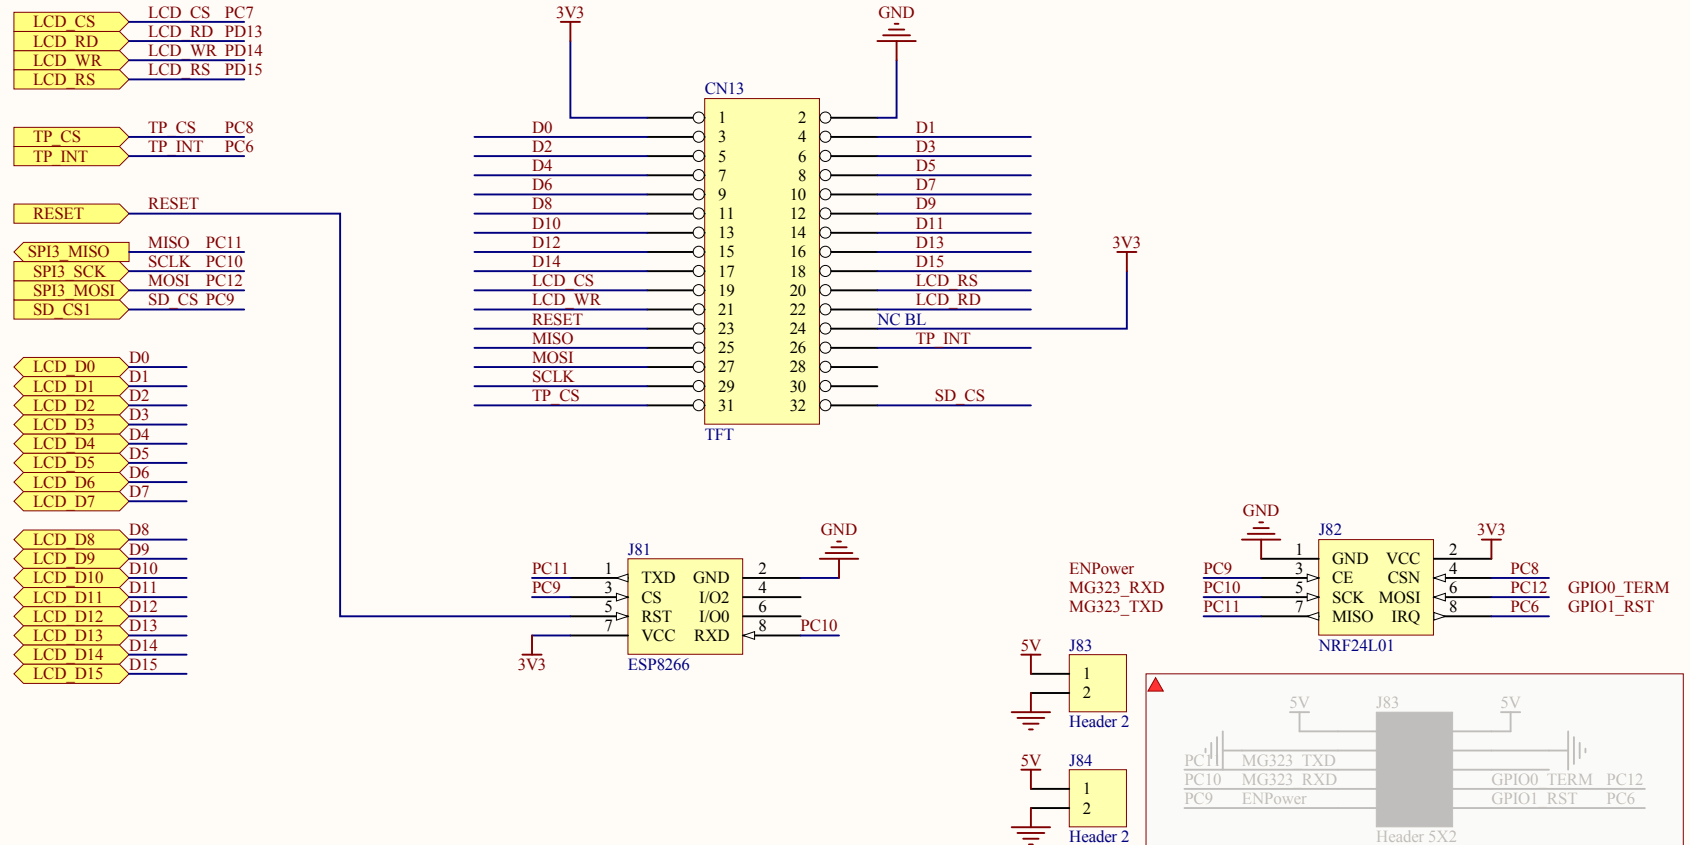 LCD_CS LCD_CS PC7
LCD_RD LCD_RD PD13
LCD_WR LCD_WR PD14
LCD_RS LCD_RS PD15
TP_CS TP_CS PC8
TP_INT TP_INT PC6
RESET RESET
SPI3_MISO MISO PC11
SPI3_SCK SCLK PC10
SPI3_MOSI MOSI PC12
SD_CS1 SD_CS PC9
LCD_D0 D0
LCD_D1 D1
LCD_D2 D2
LCD_D3 D3
LCD_D4 D4
LCD_D5 D5
LCD_D6 D6
LCD_D7 D7
LCD_D8 D8
LCD_D9 D9
LCD_D10 D10
LCD_D11 D11
LCD_D12 D12
LCD_D13 D13
LCD_D14 D14
LCD_D15 D15
3V3 GND
CN13
1 2
D0 3 4 D1
D2 5 6 D3
D4 7 8 D5
D6 9 10 D7
D8 11 12 D9
D10 13 14 D11
D12 15 16 D13
D14 17 18 D15
LCD_CS 19 20 LCD_RS
LCD_WR 21 22 LCD_RD
RESET 23 24 NC BL 3V3
MISO 25 26 TP_INT
MOSI 27 28
SCLK 29 30
TP_CS 31 32 SD_CS
TFT
GND
J81
PC11 1 TXD GND 2
PC9 3 CS I/O2 4
5 RST I/O0 6
7 VCC RXD 8 PC10
3V3 ESP8266
GND J82 3V3
1 GND VCC 2
ENPower PC9 3 CE CSN 4 PC8
MG323_RXD PC10 5 SCK MOSI 6 PC12 GPIO0_TERM
MG323_TXD PC11 7 MISO IRQ 8 PC6 GPIO1_RST
NRF24L01
5V J83
1
2
Header 2
5V J84
1
2
Header 2
5V J83 5V
PC11 MG323_TXD
PC10 MG323_RXD GPIO0_TERM PC12
PC9 ENPower GPIO1_RST PC6
Header 5X2